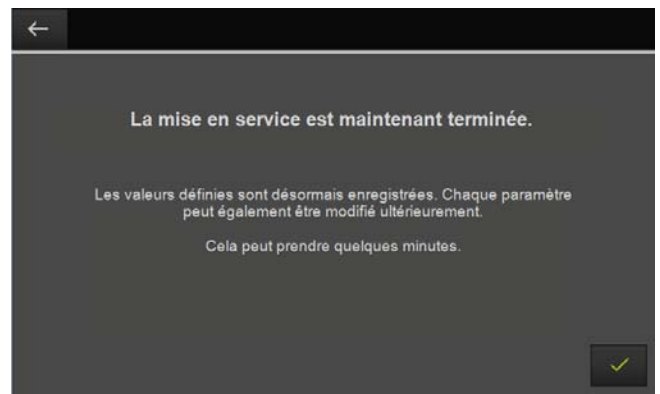 La mise en service est maintenant terminée.
Les valeurs définies sont désormais enregistrées. Chaque paramètre
peut également être modifié ultérieurement.
Cela peut prendre quelques minutes.